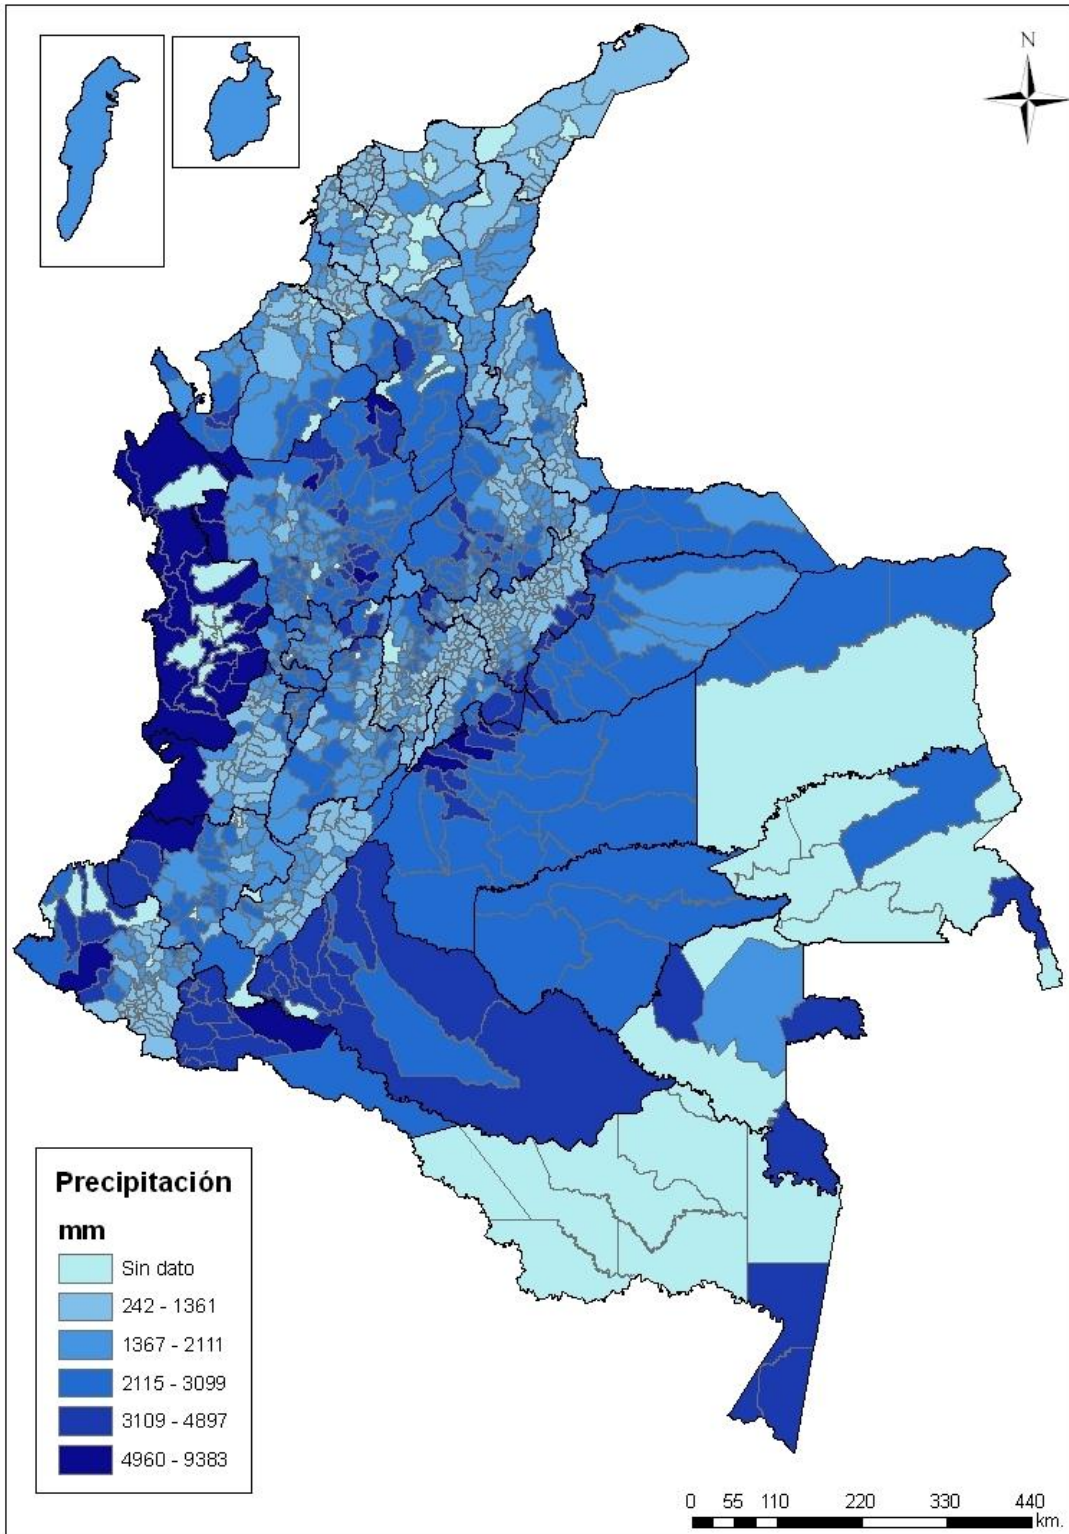 N
Precipitación
mm
Sin dato
242 - 1361
1367 - 2111
2115 - 3099
3109 - 4897
4960 - 9383
0 55 110 220 330 440
km.